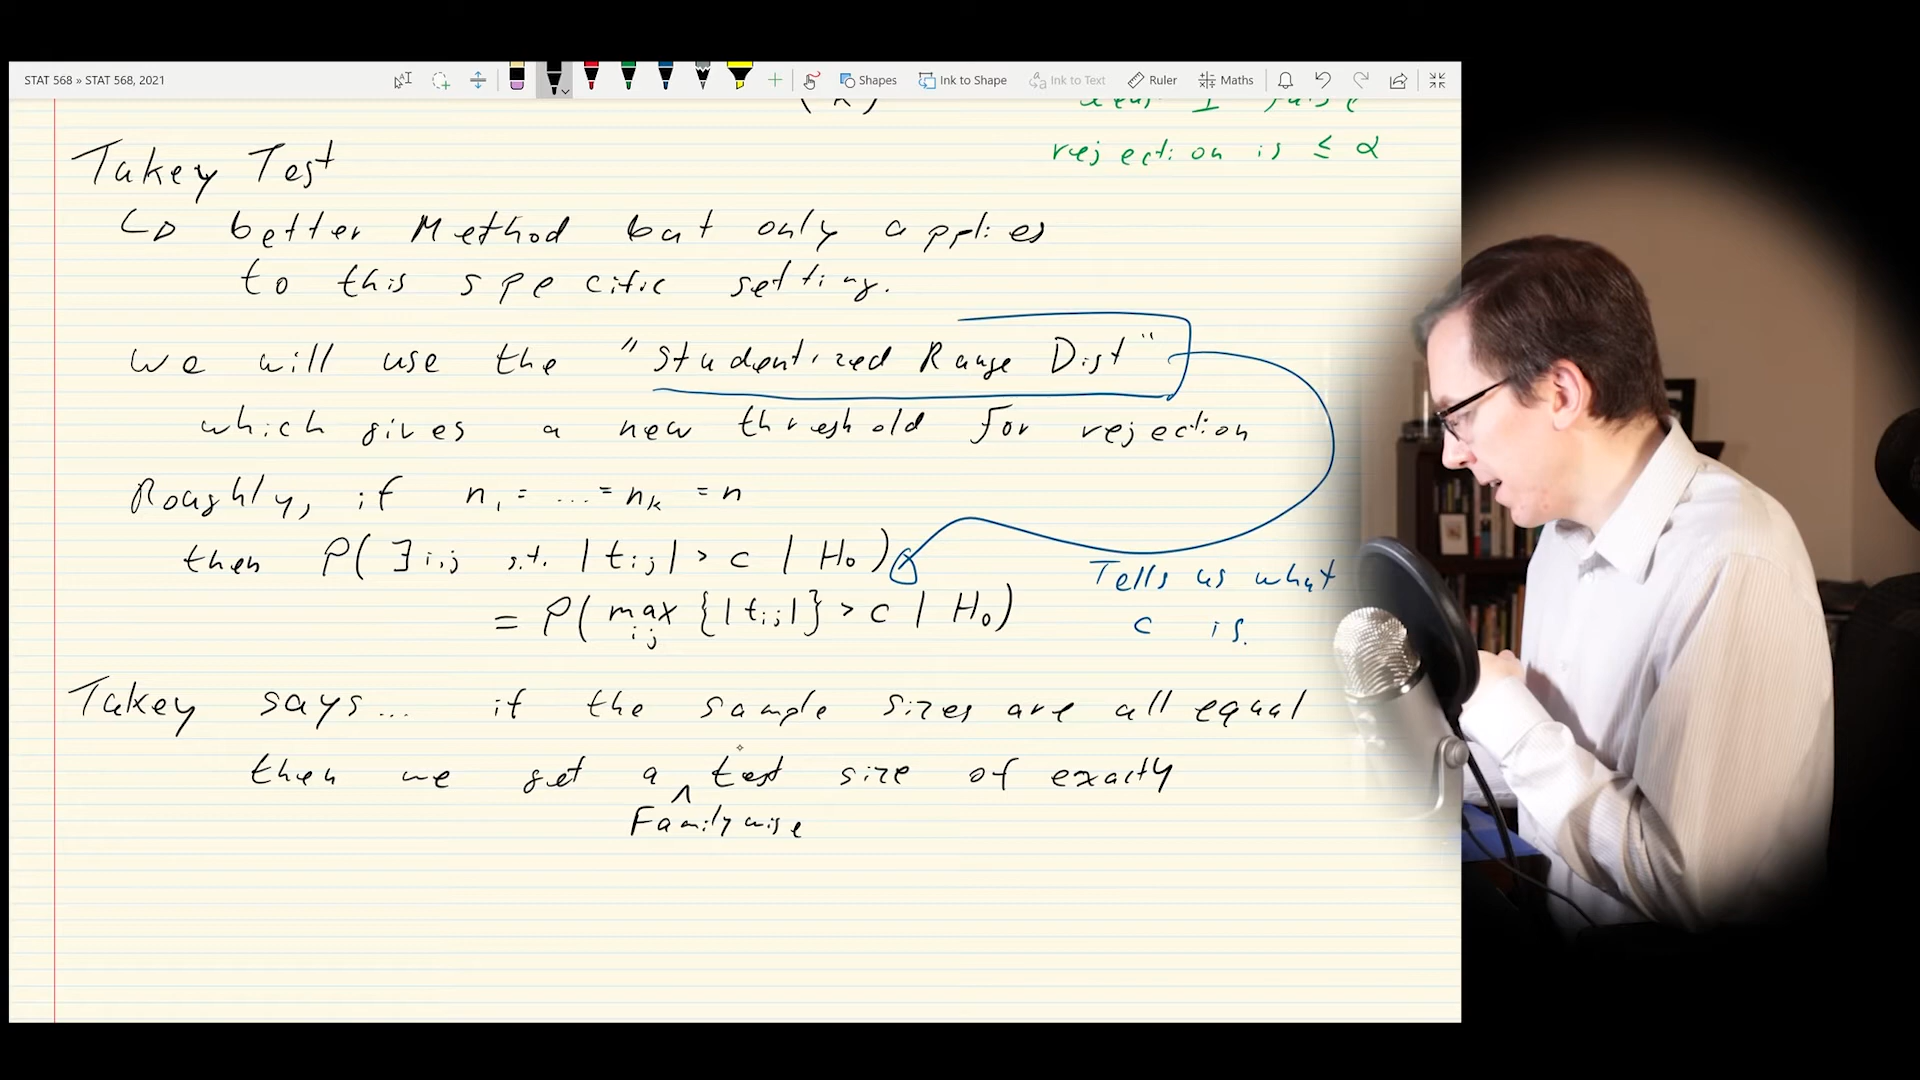 STAT 568 » STAT 568, 2021
Shapes
Ink to Shape
Ink to Text
Ruler
Maths
rejection is ≤ α
Tukey Test
↳ better Method but only applies
to this specific setting.
We will use the "Studentized Range Dist"
which gives a new threshold for rejection
Roughly, if n₁ = ... = nₖ = n
then P( ∃ i,j s.t. |tᵢⱼ| > c | H₀ )
= P( max {|tᵢⱼ|} > c | H₀ )
ij
Tells us what
c is.
Tukey says... if the sample sizes are all equal
then we get a ^ test size of exactly
Familywise